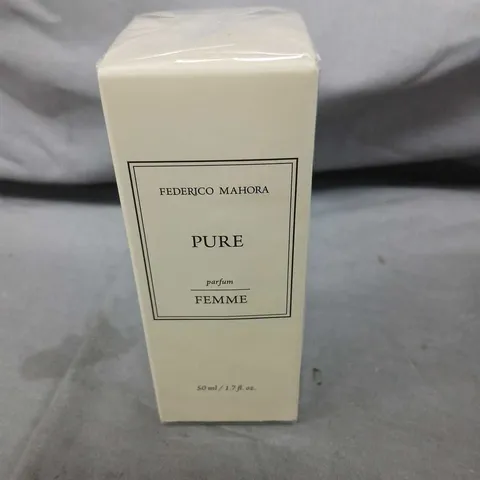 FEDERICO MAHORA
PURE
parfum
FEMME
50 ml / 1.7 fl. oz.